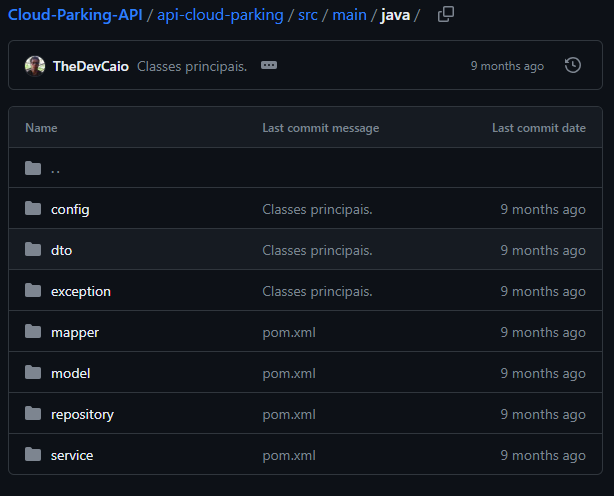 Cloud-Parking-API / api-cloud-parking / src / main / java /
TheDevCaio Classes principais. 9 months ago
Name Last commit message Last commit date
..
config Classes principais. 9 months ago
dto Classes principais. 9 months ago
exception Classes principais. 9 months ago
mapper pom.xml 9 months ago
model pom.xml 9 months ago
repository pom.xml 9 months ago
service pom.xml 9 months ago